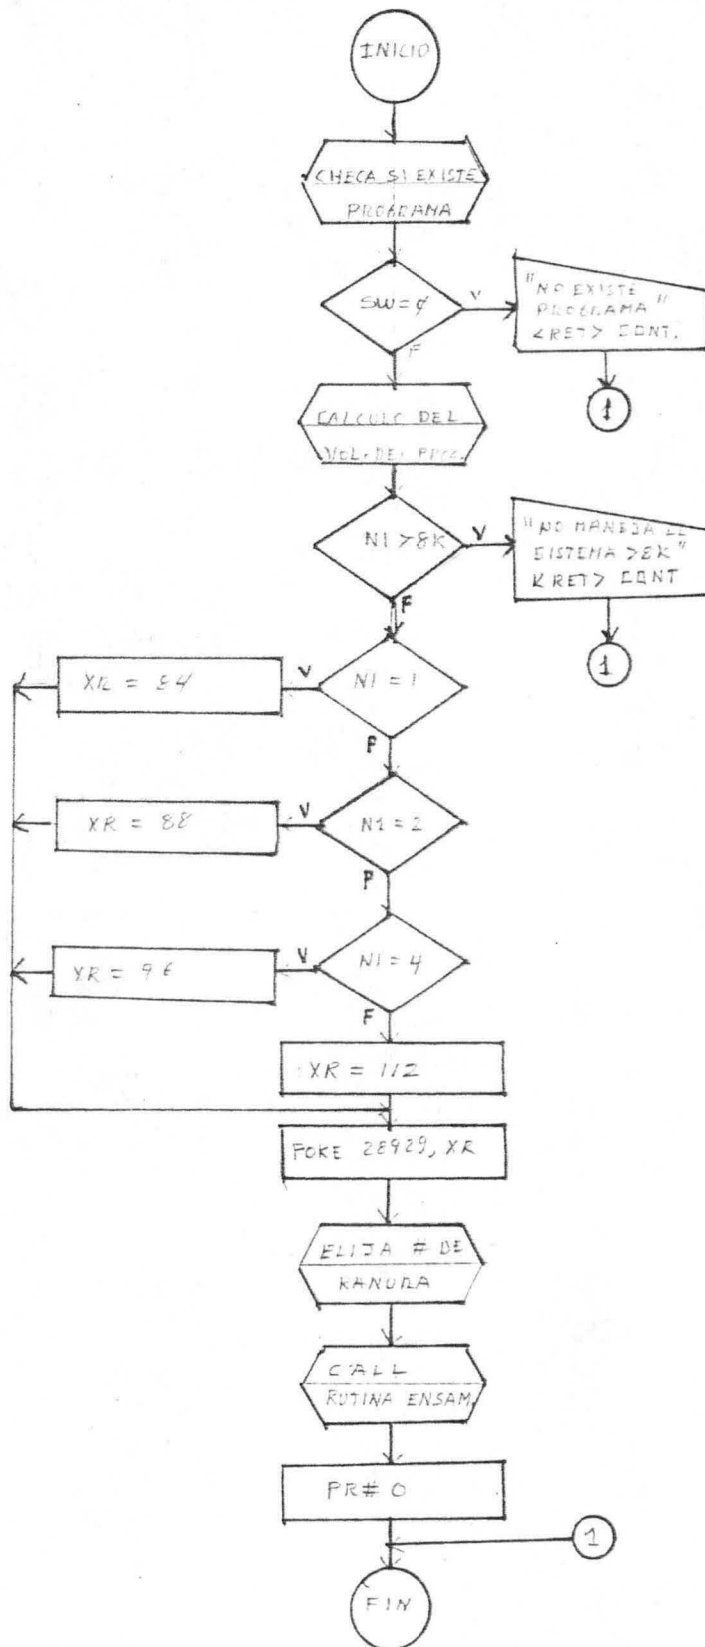 INICIO
CHECA SI EXISTE
PROGRAMA
SW=φ
V
"NO EXISTE
PROGRAMA"
<RET> CONT.
F
1
CALCULO DEL
VOL. DEL PROG.
N1 >8K
V
"NO MANEJA EL
SISTEMA >8K"
<RET> CONT
F
1
XR = 84
V
N1 = 1
F
XR = 88
V
N1 = 2
F
XR = 96
V
N1 = 4
F
XR = 112
POKE 28929, XR
ELIJA # DE
RANURA
CALL
RUTINA ENSAM.
PR# 0
1
FIN